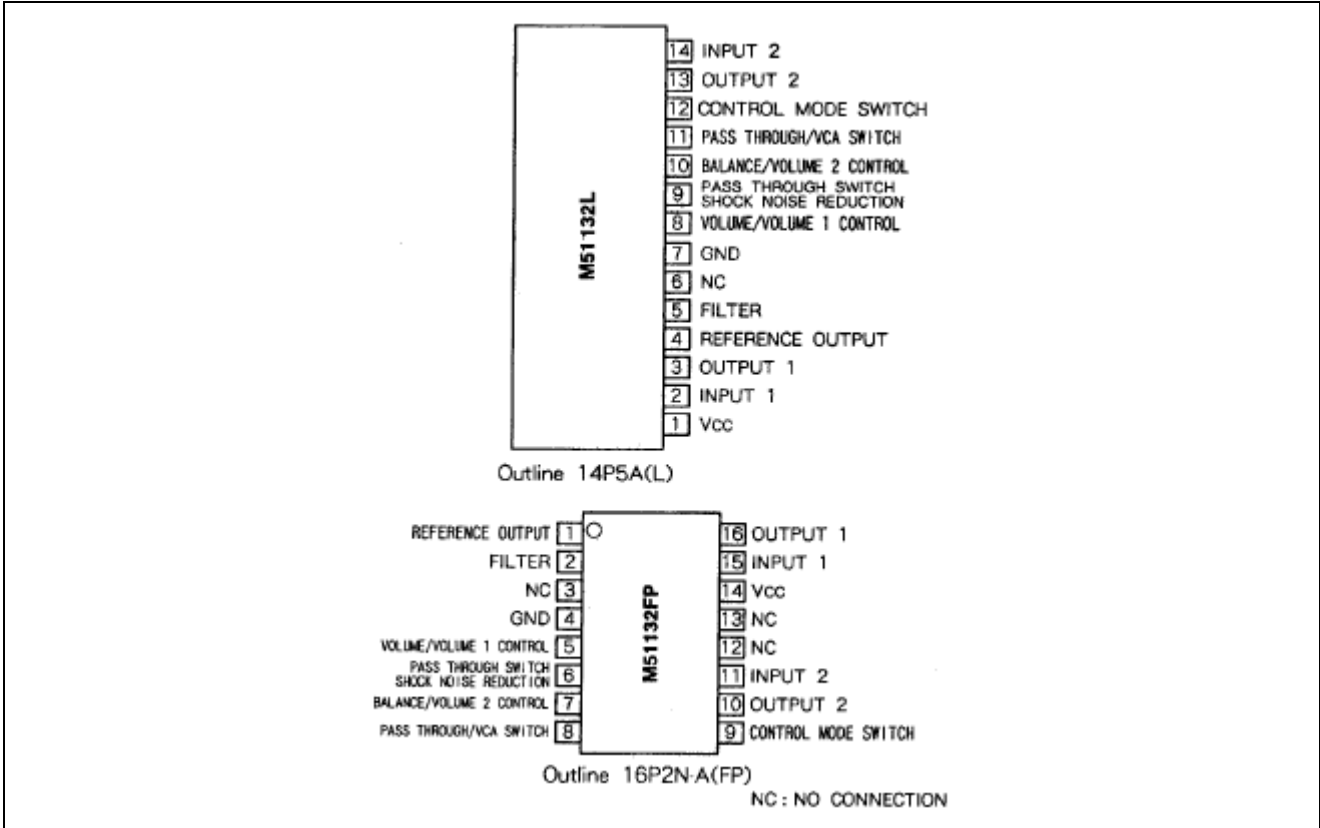 M51132L
14 INPUT 2
13 OUTPUT 2
12 CONTROL MODE SWITCH
11 PASS THROUGH/VCA SWITCH
10 BALANCE/VOLUME 2 CONTROL
9 PASS THROUGH SWITCH
SHOCK NOISE REDUCTION
8 VOLUME/VOLUME 1 CONTROL
7 GND
6 NC
5 FILTER
4 REFERENCE OUTPUT
3 OUTPUT 1
2 INPUT 1
1 Vcc
Outline 14P5A(L)
M51132FP
REFERENCE OUTPUT 1
FILTER 2
NC 3
GND 4
VOLUME/VOLUME 1 CONTROL 5
PASS THROUGH SWITCH
SHOCK NOISE REDUCTION 6
BALANCE/VOLUME 2 CONTROL 7
PASS THROUGH/VCA SWITCH 8
16 OUTPUT 1
15 INPUT 1
14 Vcc
13 NC
12 NC
11 INPUT 2
10 OUTPUT 2
9 CONTROL MODE SWITCH
Outline 16P2N-A(FP)
NC : NO CONNECTION